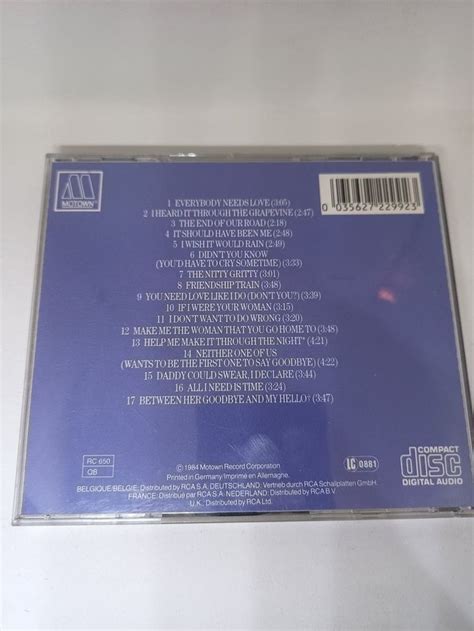 MOTOWN
0 035627 229923
1 EVERYBODY NEEDS LOVE (3:05)
2 I HEARD IT THROUGH THE GRAPEVINE (2:47)
3 THE END OF OUR ROAD (2:18)
4 IT SHOULD HAVE BEEN ME (2:48)
5 I WISH IT WOULD RAIN (2:49)
6 DIDN'T YOU KNOW
(YOU'D HAVE TO CRY SOMETIME) (3:33)
7 THE NITTY GRITTY (3:01)
8 FRIENDSHIP TRAIN (3:48)
9 YOU NEED LOVE LIKE I DO (DON'T YOU?) (3:39)
10 IF I WERE YOUR WOMAN (3:15)
11 I DON'T WANT TO DO WRONG (3:20)
12 MAKE ME THE WOMAN THAT YOU GO HOME TO (3:48)
13 HELP ME MAKE IT THROUGH THE NIGHT* (4:21)
14 NEITHER ONE OF US
(WANTS TO BE THE FIRST ONE TO SAY GOODBYE) (4:22)
15 DADDY COULD SWEAR, I DECLARE (3:44)
16 ALL I NEED IS TIME (3:24)
17 BETWEEN HER GOODBYE AND MY HELLO? (3:47)
RC 650
QB
© 1984 Motown Record Corporation
Printed in Germany/Imprimé en Allemagne.
BELGIQUE/BELGIË: Distributed by RCA S.A. DEUTSCHLAND: Vertrieb durch RCA Schallplatten GmbH.
FRANCE: Distribué par RCA S.A. NEDERLAND: Distributed by RCA B.V.
U.K. Distributed by RCA Ltd.
LC 0881
COMPACT
disc
DIGITAL AUDIO